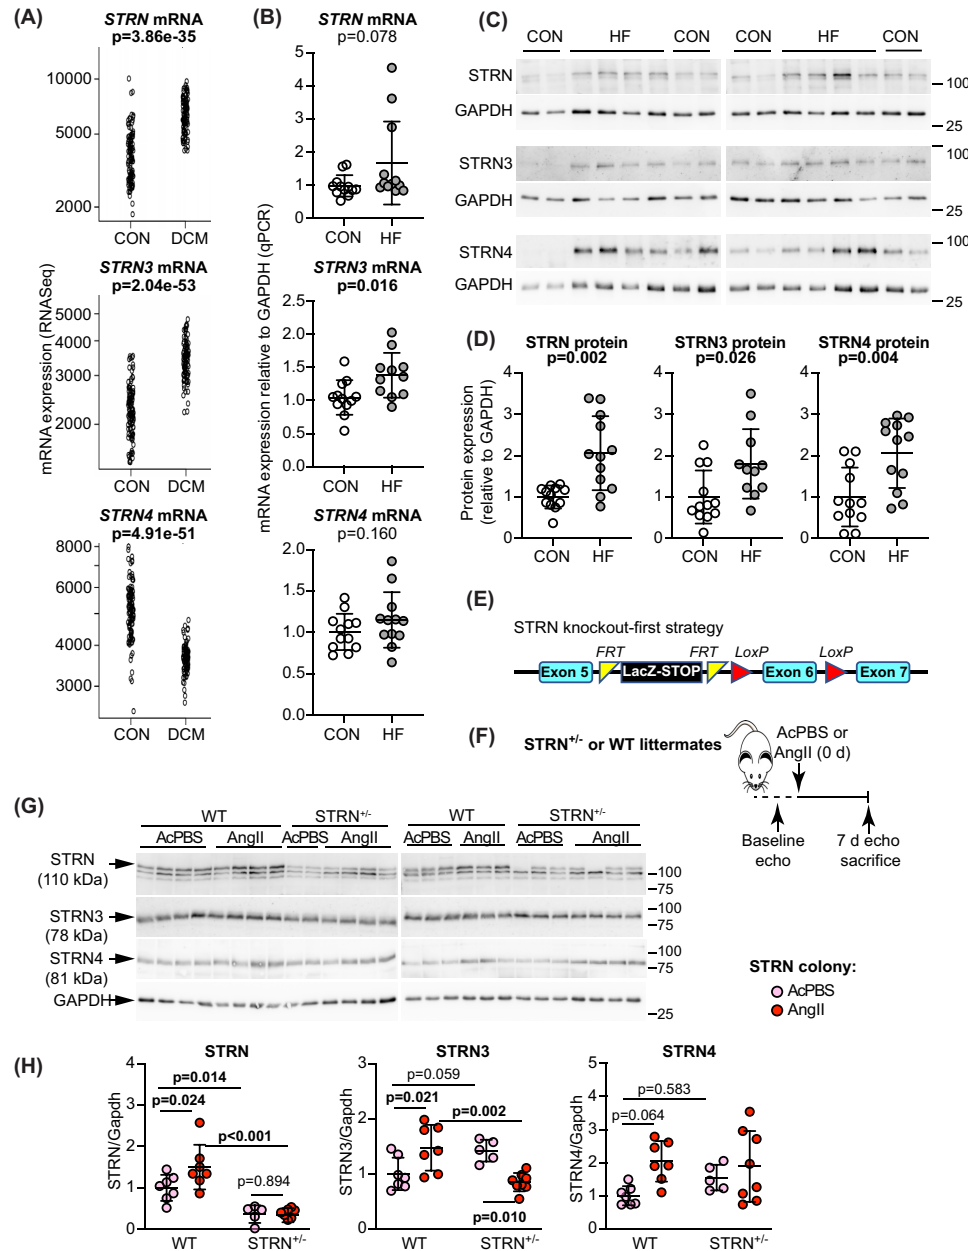 (A)
STRN mRNA
p=3.86e-35
10000
5000
2000
CON DCM
STRN3 mRNA
p=2.04e-53
5000
3000
2000
CON DCM
STRN4 mRNA
p=4.91e-51
8000
6000
4000
3000
CON DCM
mRNA expression (RNASeq)
(B)
STRN mRNA
p=0.078
5
4
3
2
1
0
CON HF
STRN3 mRNA
p=0.016
2.5
2.0
1.5
1.0
0.5
0.0
CON HF
STRN4 mRNA
p=0.160
2.0
1.5
1.0
0.5
0.0
CON HF
mRNA expression relative to GAPDH (qPCR)
(C)
CON HF CON CON HF CON
STRN
100
GAPDH
25
STRN3
100
GAPDH
25
STRN4
100
GAPDH
25
(D)
STRN protein
p=0.002
4
3
2
1
0
CON HF
STRN3 protein
p=0.026
4
3
2
1
0
CON HF
STRN4 protein
p=0.004
4
3
2
1
0
CON HF
Protein expression
(relative to GAPDH)
(E)
STRN knockout-first strategy
FRT FRT LoxP LoxP
Exon 5 LacZ-STOP Exon 6 Exon 7
(F)
STRN+/- or WT littermates
AcPBS or
AngII (0 d)
Baseline
echo
7 d echo
sacrifice
(G)
WT STRN+/- WT STRN+/-
AcPBS AngII AcPBS AngII AcPBS AngII AcPBS AngII
STRN
(110 kDa)
100
75
STRN3
(78 kDa)
100
75
STRN4
(81 kDa)
100
75
GAPDH
25
STRN colony:
AcPBS
AngII
(H)
STRN
4
3
2
1
0
p=0.014
p=0.024
p<0.001
p=0.894
WT STRN+/-
STRN/Gapdh
STRN3
3
2
1
0
p=0.059
p=0.021
p=0.002
p=0.010
WT STRN+/-
STRN3/Gapdh
STRN4
5
4
3
2
1
0
p=0.583
p=0.064
WT STRN+/-
STRN4/Gapdh